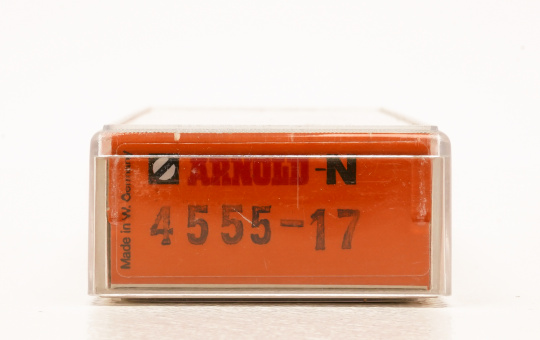 ARNOLD-N
4555-17
Made in W. Germany